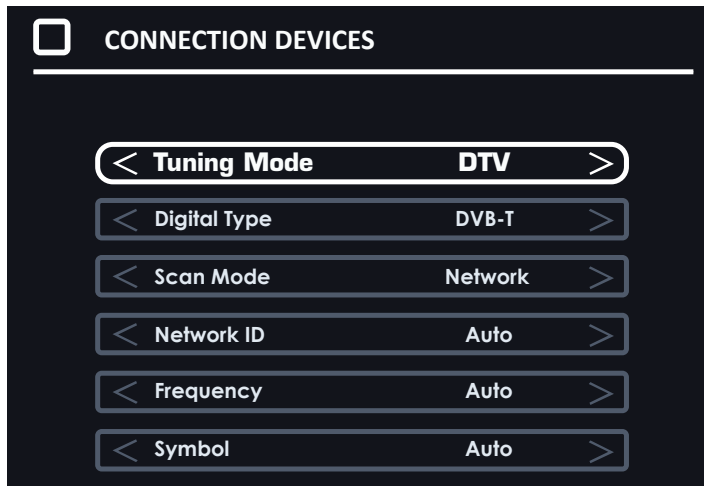 CONNECTION DEVICES
< Tuning Mode DTV >
< Digital Type DVB-T >
< Scan Mode Network >
< Network ID Auto >
< Frequency Auto >
< Symbol Auto >